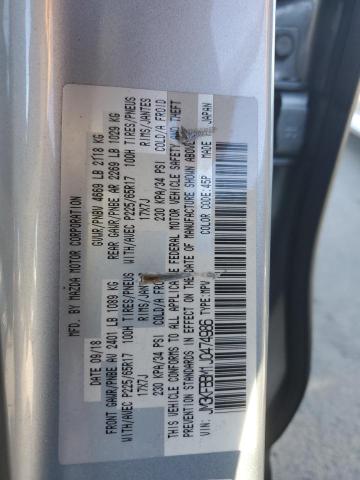 MFD. BY MAZDA MOTOR CORPORATION
DATE 09/18 GVWR/PNBV 4669 LB 2118 KG
FRONT GAWR/PNBE AV 2401 LB 1089 KG REAR GAWR/PNBE AR 2269 LB 1029 KG
WITH/AVEC P225/65R17 100H TIRES/PNEUS WITH/AVEC P225/65R17 100H TIRES/PNEUS
17X7J RIMS/JANTES 17X7J RIMS/JANTES
230 KPA/34 PSI COLD/A FROID 230 KPA/34 PSI COLD/A FROID
THIS VEHICLE CONFORMS TO ALL APPLICABLE FEDERAL MOTOR VEHICLE SAFETY AND THEFT
PREVENTION STANDARDS IN EFFECT ON THE DATE OF MANUFACTURE SHOWN ABOVE.
VIN: TYPE: MPV COLOR CODE: 45P MADE JAPAN